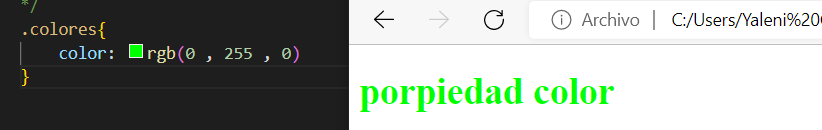 */
.colores{
color: rgb(0 , 255 , 0)
}
Archivo | C:/Users/Yaleni%20
porpiedad color